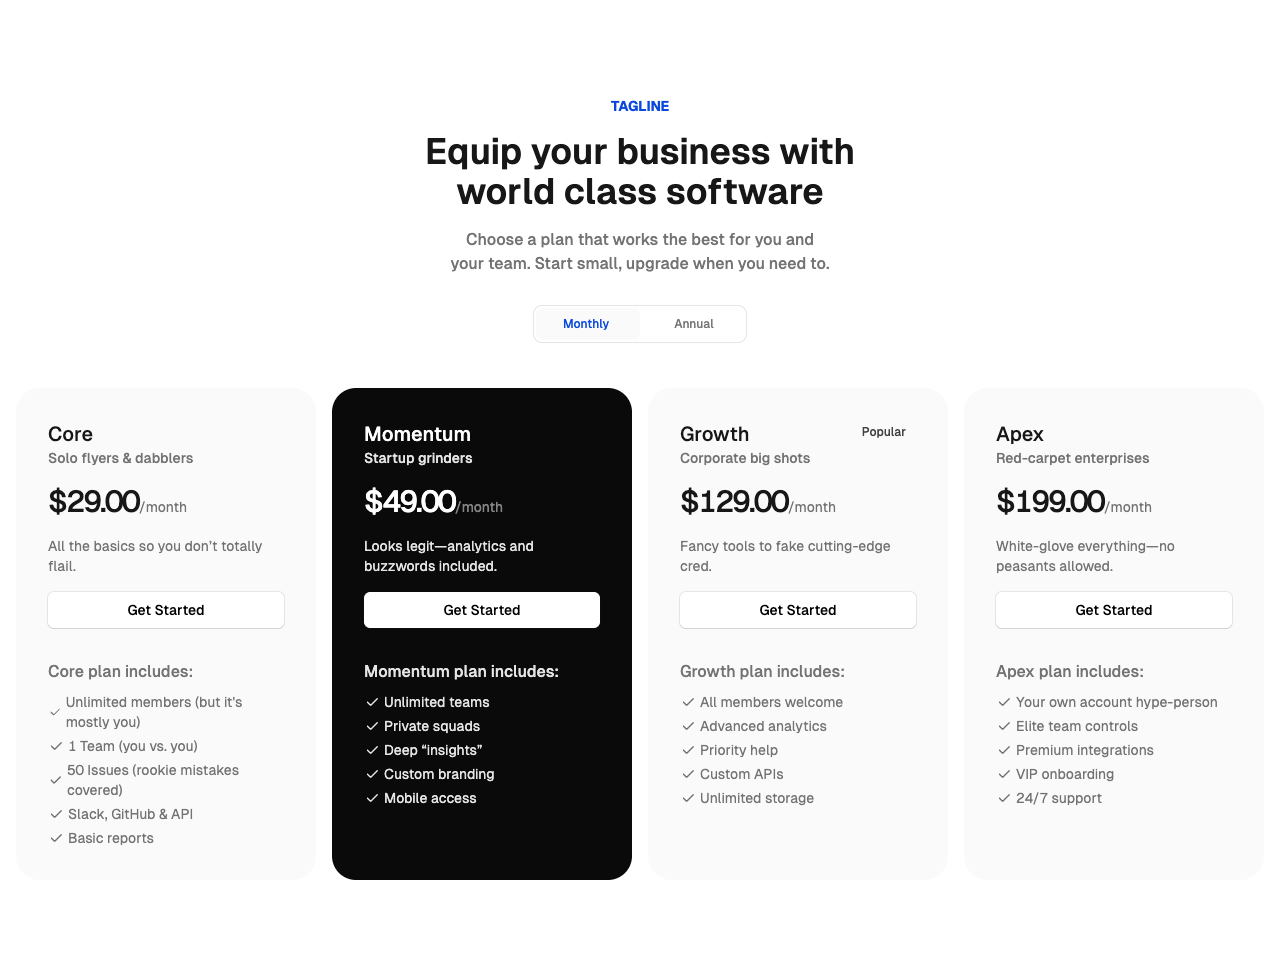 TAGLINE
Equip your business with
world class software
Choose a plan that works the best for you and
your team. Start small, upgrade when you need to.
Monthly
Annual
Core
Solo flyers & dabblers
$29.00/month
All the basics so you don’t totally
flail.
Get Started
Core plan includes:
Unlimited members (but it's
mostly you)
1 Team (you vs. you)
50 Issues (rookie mistakes
covered)
Slack, GitHub & API
Basic reports
Momentum
Startup grinders
$49.00/month
Looks legit—analytics and
buzzwords included.
Get Started
Momentum plan includes:
Unlimited teams
Private squads
Deep “insights”
Custom branding
Mobile access
Growth
Popular
Corporate big shots
$129.00/month
Fancy tools to fake cutting-edge
cred.
Get Started
Growth plan includes:
All members welcome
Advanced analytics
Priority help
Custom APIs
Unlimited storage
Apex
Red-carpet enterprises
$199.00/month
White-glove everything—no
peasants allowed.
Get Started
Apex plan includes:
Your own account hype-person
Elite team controls
Premium integrations
VIP onboarding
24/7 support